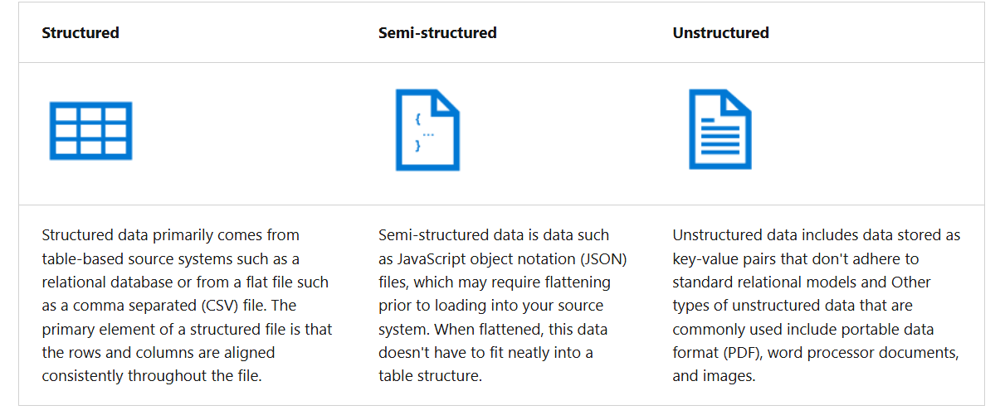 Structured
Semi-structured
Unstructured
{
...
}
Structured data primarily comes from
table-based source systems such as a
relational database or from a flat file such
as a comma separated (CSV) file. The
primary element of a structured file is that
the rows and columns are aligned
consistently throughout the file.
Semi-structured data is data such
as JavaScript object notation (JSON)
files, which may require flattening
prior to loading into your source
system. When flattened, this data
doesn't have to fit neatly into a
table structure.
Unstructured data includes data stored as
key-value pairs that don't adhere to
standard relational models and Other
types of unstructured data that are
commonly used include portable data
format (PDF), word processor documents,
and images.